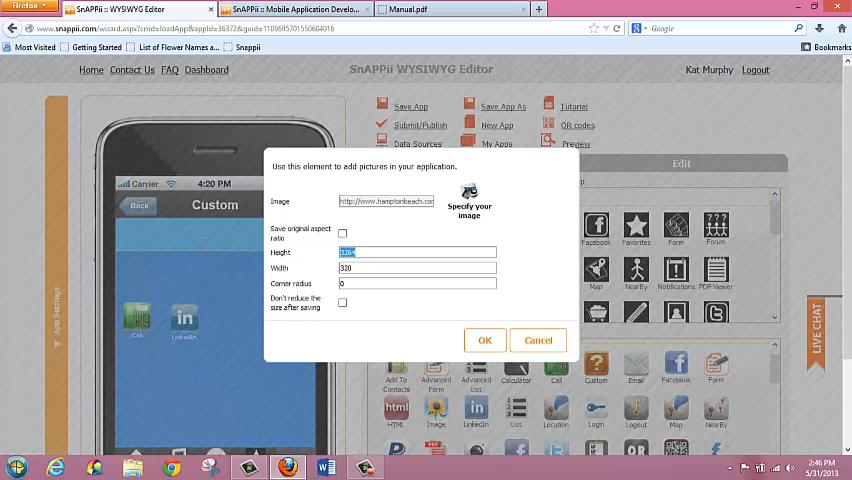 Firefox
SnAPPii :: WYSIWYG Editor
SnAPPii :: Mobile Application Develo...
Manual.pdf
www.snappii.com/wizard.aspx?cmd=loadApp&appId=36372&guid=1109695701550604016
Google
Most Visited
Getting Started
List of Flower Names a...
Snappii
Bookmarks
Home
Contact Us
FAQ
Dashboard
SnAPPii WYSIWYG Editor
Kat Murphy
Logout
Save App
Save App As
Tutorial
Submit/Publish
New App
QR codes
Data Sources
My Apps
Preview
Use this element to add pictures in your application.
Edit
Carrier
4:20 PM
Image
http://www.hamptonbeach.cor
Specify your
image
Back
Custom
Save original aspect
ratio
Facebook
Favorites
Form
Forums
Height
Width
320
Map
NearBy
Notifications
PDF Viewer
Corner radius
0
Don't reduce the
size after saving
Call
LinkedIn
App Settings
LIVE CHAT
OK
Cancel
Add To
Contacts
Advanced
Form
Advanced
List
Calculator
Call
Custom
Email
Facebook
Form
html
HTML
Image
LinkedIn
List
Location
Login
Logout
Map
NearBy
OR
2:46 PM
5/31/2013